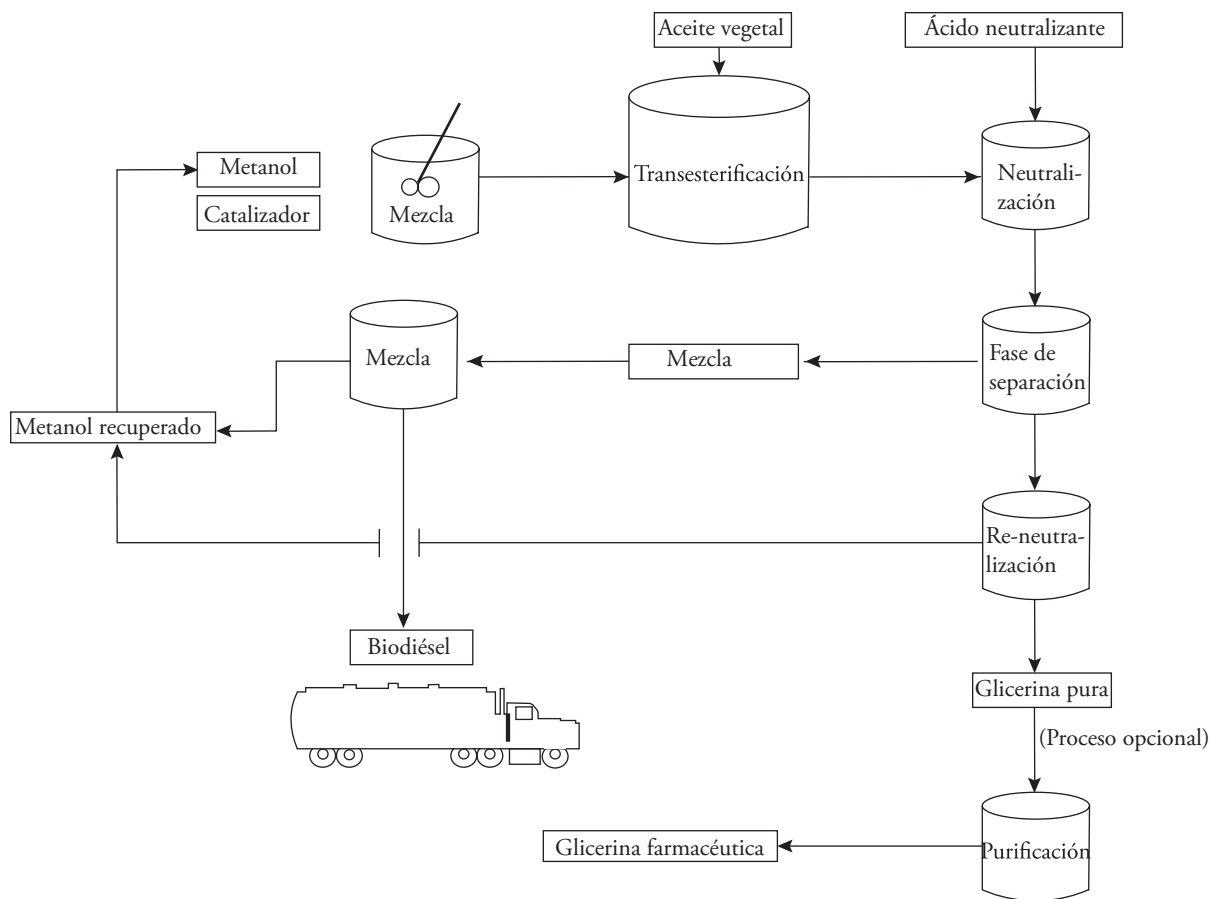 Aceite vegetal
Ácido neutralizante
Metanol
Catalizador
Mezcla
Transesterificación
Neutrali-
zación
Mezcla
Mezcla
Fase de
separación
Metanol recuperado
Re-neutra-
lización
Biodiésel
Glicerina pura
(Proceso opcional)
Glicerina farmacéutica
Purificación